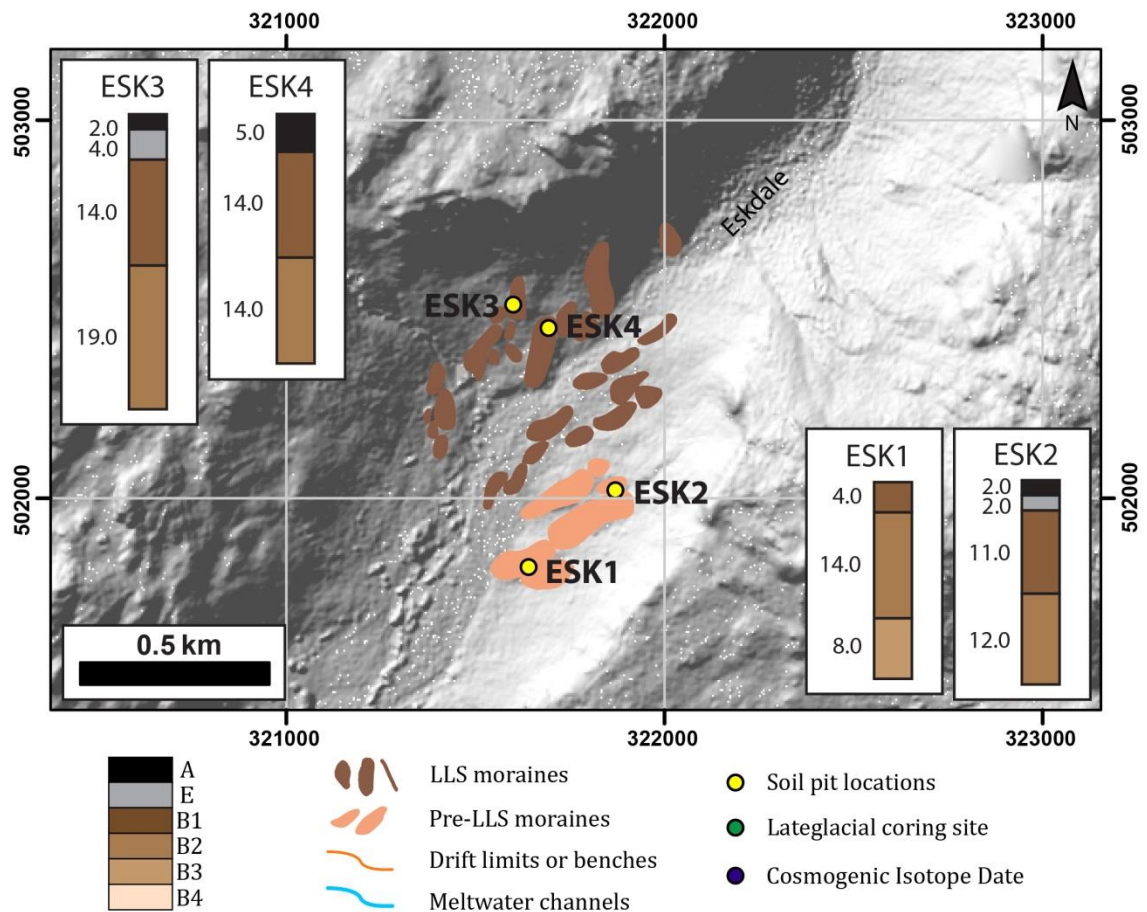 321000 322000 323000
ESK3
2.0
4.0
14.0
19.0
ESK4
5.0
14.0
14.0
N
503000
503000
Eskdale
ESK3
ESK4
ESK2
ESK1
502000
502000
ESK1
4.0
14.0
8.0
ESK2
2.0
2.0
11.0
12.0
0.5 km
321000 322000 323000
A
E
B1
B2
B3
B4
LLS moraines
Pre-LLS moraines
Drift limits or benches
Meltwater channels
Soil pit locations
Lateglacial coring site
Cosmogenic Isotope Date